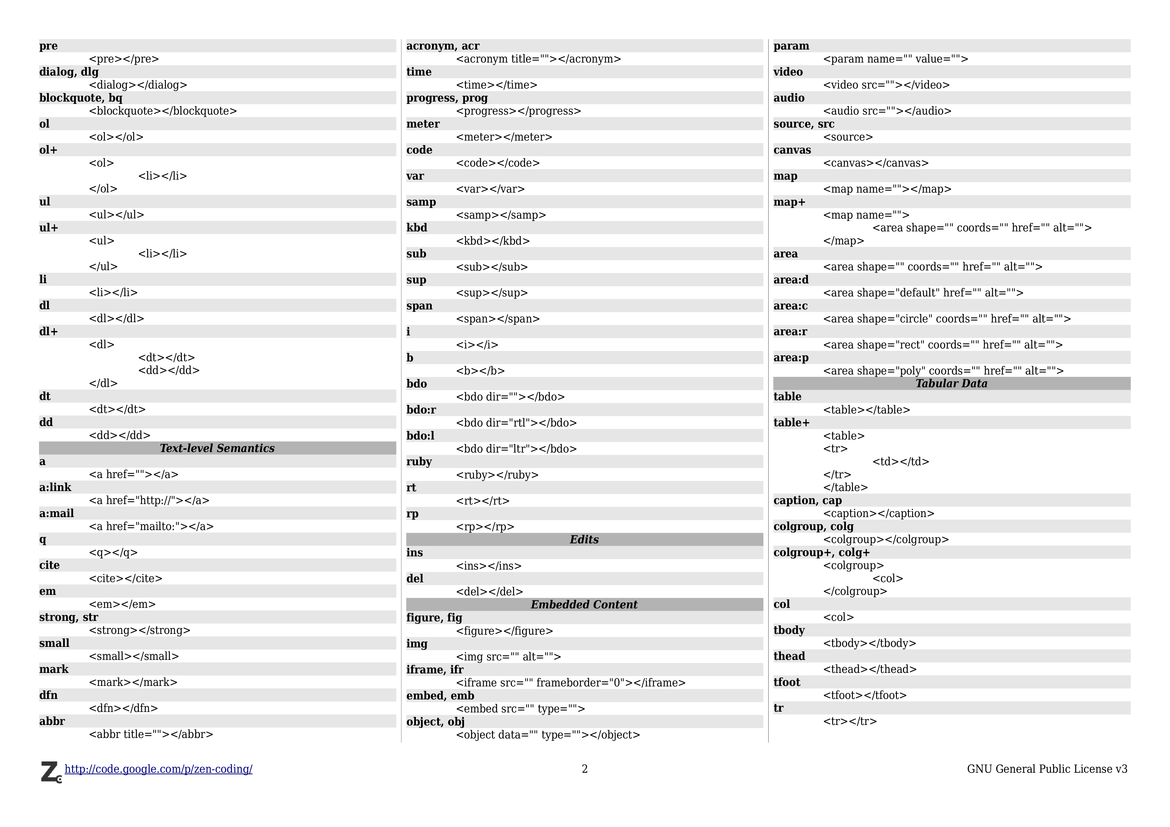 pre
<pre></pre>
dialog, dlg
<dialog></dialog>
blockquote, bq
<blockquote></blockquote>
ol
<ol></ol>
ol+
<ol>
<li></li>
</ol>
ul
<ul></ul>
ul+
<ul>
<li></li>
</ul>
li
<li></li>
dl
<dl></dl>
dl+
<dl>
<dt></dt>
<dd></dd>
</dl>
dt
<dt></dt>
dd
<dd></dd>
Text-level Semantics
a
<a href=""></a>
a:link
<a href="http://"></a>
a:mail
<a href="mailto:"></a>
q
<q></q>
cite
<cite></cite>
em
<em></em>
strong, str
<strong></strong>
small
<small></small>
mark
<mark></mark>
dfn
<dfn></dfn>
abbr
<abbr title=""></abbr>
acronym, acr
<acronym title=""></acronym>
time
<time></time>
progress, prog
<progress></progress>
meter
<meter></meter>
code
<code></code>
var
<var></var>
samp
<samp></samp>
kbd
<kbd></kbd>
sub
<sub></sub>
sup
<sup></sup>
span
<span></span>
i
<i></i>
b
<b></b>
bdo
<bdo dir=""></bdo>
bdo:r
<bdo dir="rtl"></bdo>
bdo:l
<bdo dir="ltr"></bdo>
ruby
<ruby></ruby>
rt
<rt></rt>
rp
<rp></rp>
Edits
ins
<ins></ins>
del
<del></del>
Embedded Content
figure, fig
<figure></figure>
img
<img src="" alt="">
iframe, ifr
<iframe src="" frameborder="0"></iframe>
embed, emb
<embed src="" type="">
object, obj
<object data="" type=""></object>
param
<param name="" value="">
video
<video src=""></video>
audio
<audio src=""></audio>
source, src
<source>
canvas
<canvas></canvas>
map
<map name=""></map>
map+
<map name="">
<area shape="" coords="" href="" alt="">
</map>
area
<area shape="" coords="" href="" alt="">
area:d
<area shape="default" href="" alt="">
area:c
<area shape="circle" coords="" href="" alt="">
area:r
<area shape="rect" coords="" href="" alt="">
area:p
<area shape="poly" coords="" href="" alt="">
Tabular Data
table
<table></table>
table+
<table>
<tr>
<td></td>
</tr>
</table>
caption, cap
<caption></caption>
colgroup, colg
<colgroup></colgroup>
colgroup+, colg+
<colgroup>
<col>
</colgroup>
col
<col>
tbody
<tbody></tbody>
thead
<thead></thead>
tfoot
<tfoot></tfoot>
tr
<tr></tr>
Zc http://code.google.com/p/zen-coding/
2
GNU General Public License v3